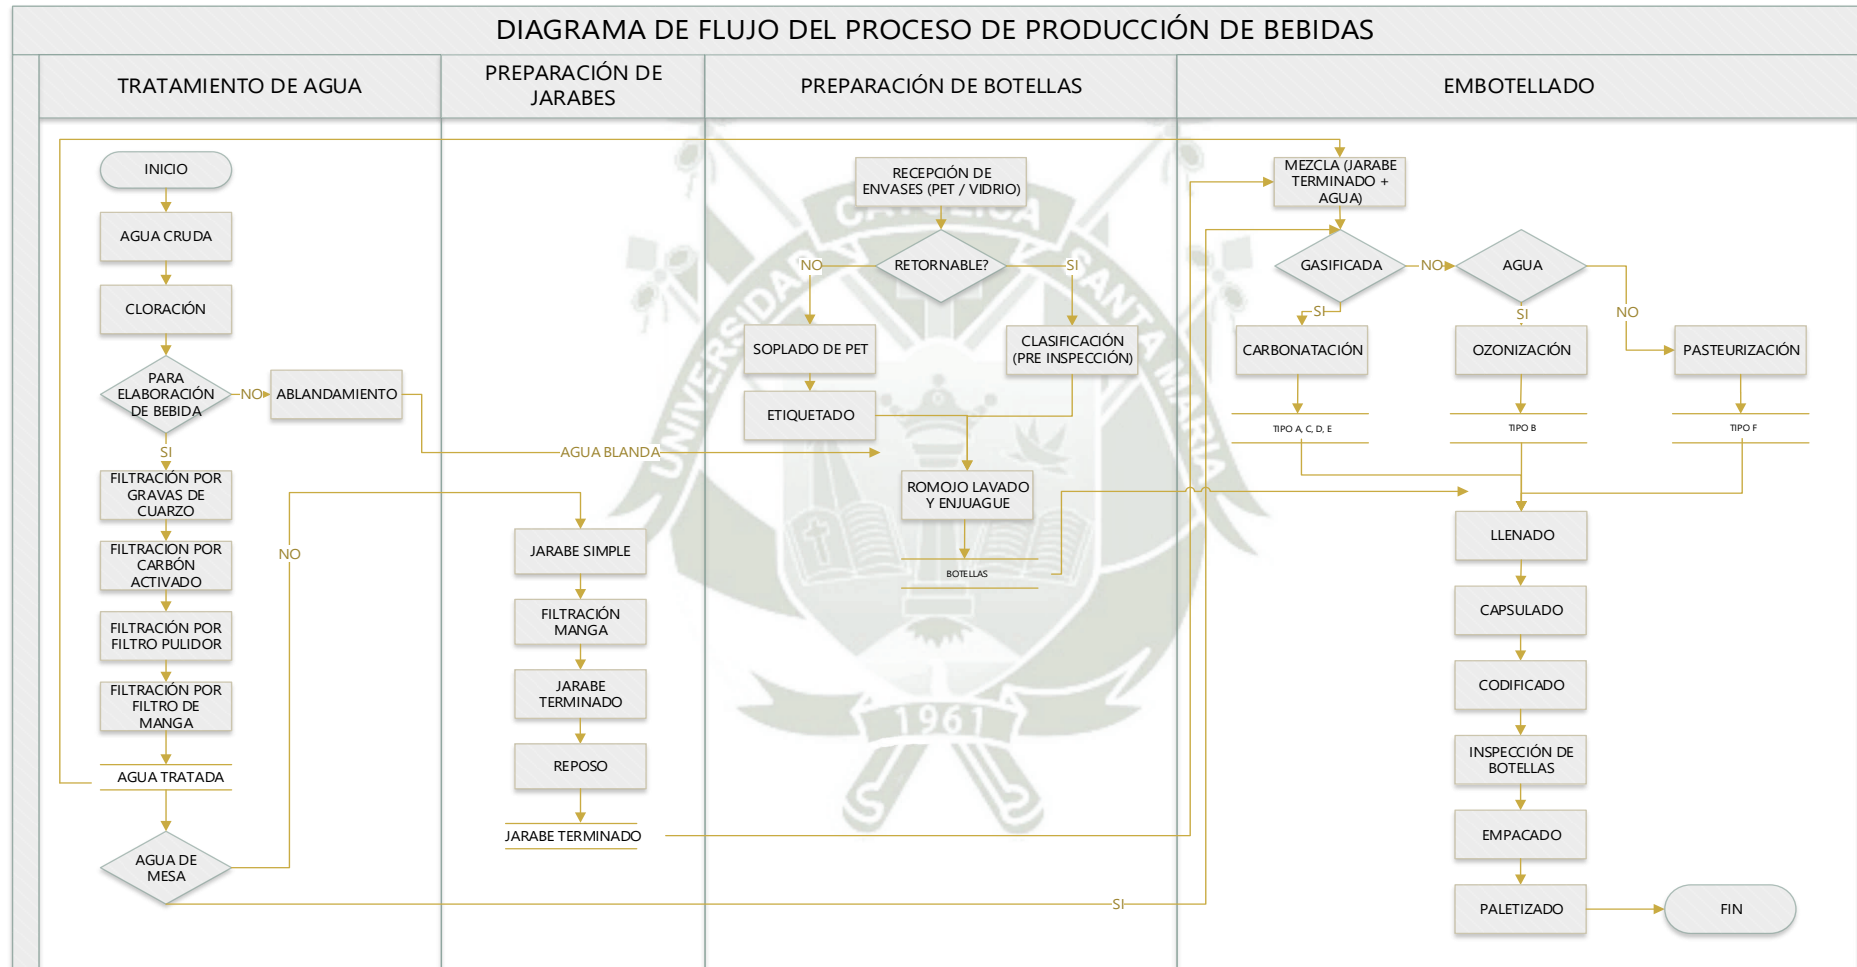 DIAGRAMA DE FLUJO DEL PROCESO DE PRODUCCIÓN DE BEBIDAS
TRATAMIENTO DE AGUA
PREPARACIÓN DE
JARABES
PREPARACIÓN DE BOTELLAS
EMBOTELLADO
INICIO
AGUA CRUDA
CLORACIÓN
PARA
ELABORACIÓN
DE BEBIDA
NO
ABLANDAMIENTO
SI
AGUA BLANDA
FILTRACIÓN POR
GRAVAS DE
CUARZO
FILTRACION POR
CARBÓN
ACTIVADO
FILTRACIÓN POR
FILTRO PULIDOR
FILTRACIÓN POR
FILTRO DE
MANGA
AGUA TRATADA
AGUA DE
MESA
NO
SI
JARABE SIMPLE
FILTRACIÓN
MANGA
JARABE
TERMINADO
REPOSO
JARABE TERMINADO
RECEPCIÓN DE
ENVASES (PET / VIDRIO)
RETORNABLE?
NO
SI
SOPLADO DE PET
CLASIFICACIÓN
(PRE INSPECCIÓN)
ETIQUETADO
ROMOJO LAVADO
Y ENJUAGUE
BOTELLAS
MEZCLA (JARABE
TERMINADO +
AGUA)
GASIFICADA
NO
AGUA
SI
SI
NO
CARBONATACIÓN
OZONIZACIÓN
PASTEURIZACIÓN
TIPO A, C, D, E
TIPO B
TIPO F
LLENADO
CAPSULADO
CODIFICADO
INSPECCIÓN DE
BOTELLAS
EMPACADO
PALETIZADO
FIN
UNIVERSIDAD CATÓLICA SANTA MARIA
1961